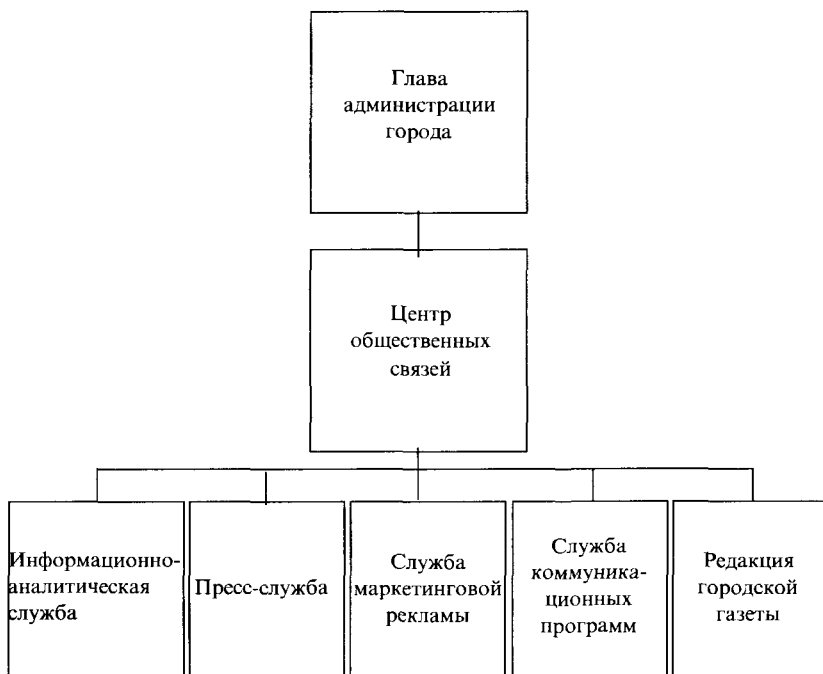 Глава
администрации
города
Центр
общественных
связей
Информационно-
аналитическая
служба
Пресс-служба
Служба
маркетинговой
рекламы
Служба
коммуника-
ционных
программ
Редакция
городской
газеты